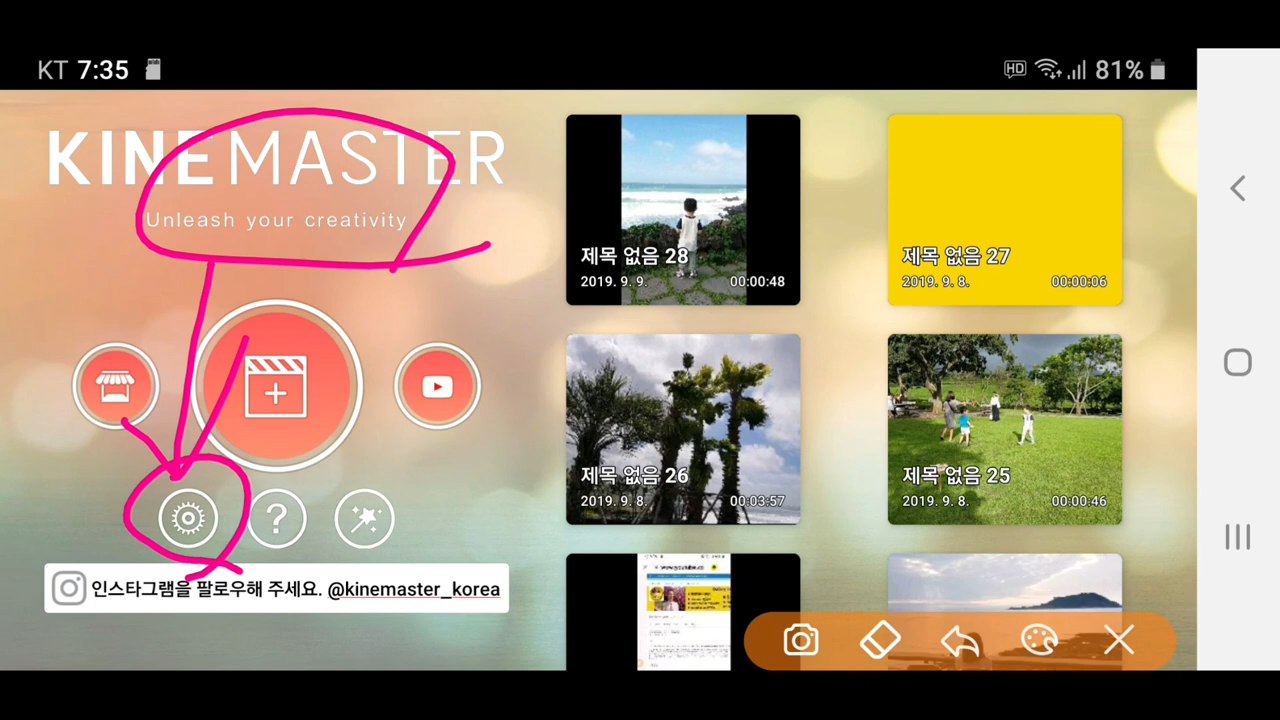 KT 7:35
HD 81%
KINEMASTER
Unleash your creativity
인스타그램을 팔로우해 주세요. @kinemaster_korea
제목 없음 28
2019. 9. 9. 00:00:48
제목 없음 27
2019. 9. 8. 00:00:06
제목 없음 26
2019. 9. 8. 00:03:57
제목 없음 25
2019. 9. 8. 00:00:46